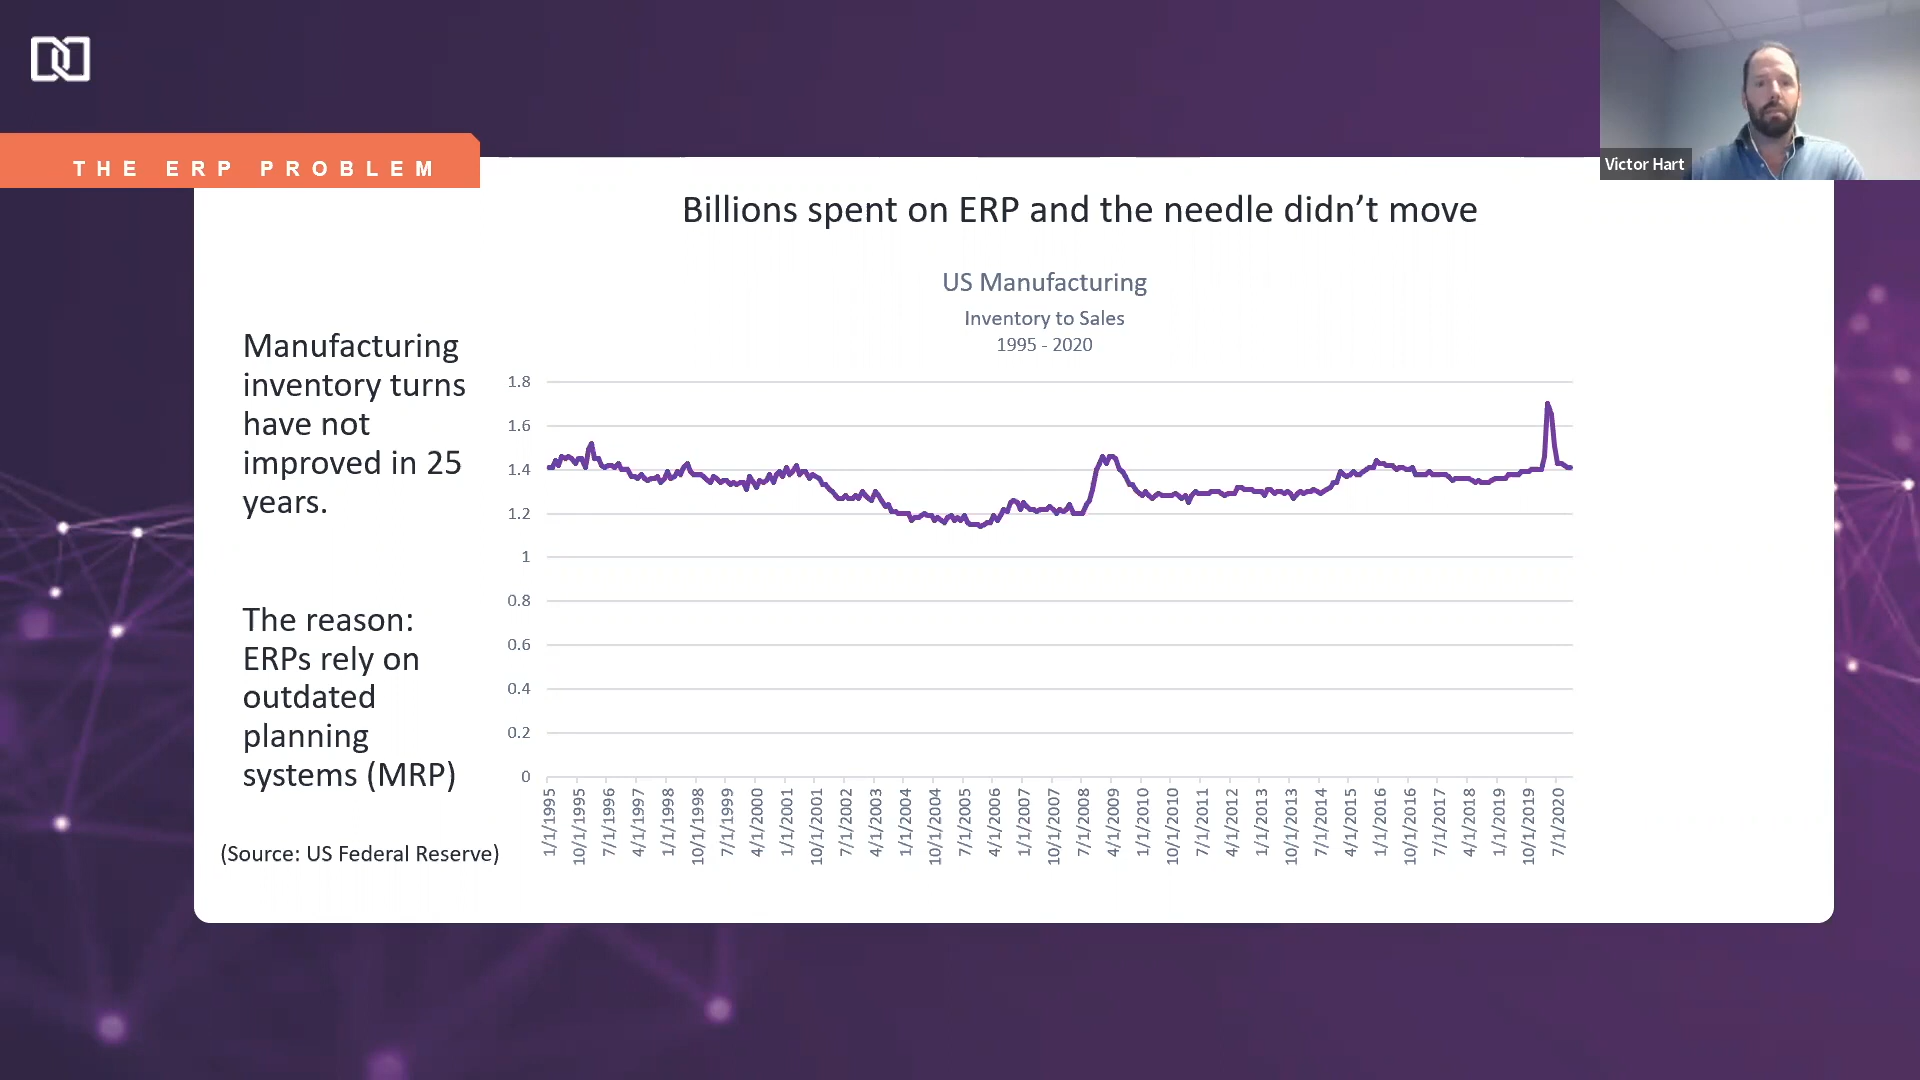 THE ERP PROBLEM
Victor Hart
Billions spent on ERP and the needle didn’t move
Manufacturing
inventory turns
have not
improved in 25
years.
The reason:
ERPs rely on
outdated
planning
systems (MRP)
(Source: US Federal Reserve)
US Manufacturing
Inventory to Sales
1995 - 2020
1.8
1.6
1.4
1.2
1
0.8
0.6
0.4
0.2
0
1/1/1995
10/1/1995
7/1/1996
4/1/1997
1/1/1998
10/1/1998
7/1/1999
4/1/2000
1/1/2001
10/1/2001
7/1/2002
4/1/2003
1/1/2004
10/1/2004
7/1/2005
4/1/2006
1/1/2007
10/1/2007
7/1/2008
4/1/2009
1/1/2010
10/1/2010
7/1/2011
4/1/2012
1/1/2013
10/1/2013
7/1/2014
4/1/2015
1/1/2016
10/1/2016
7/1/2017
4/1/2018
1/1/2019
10/1/2019
7/1/2020